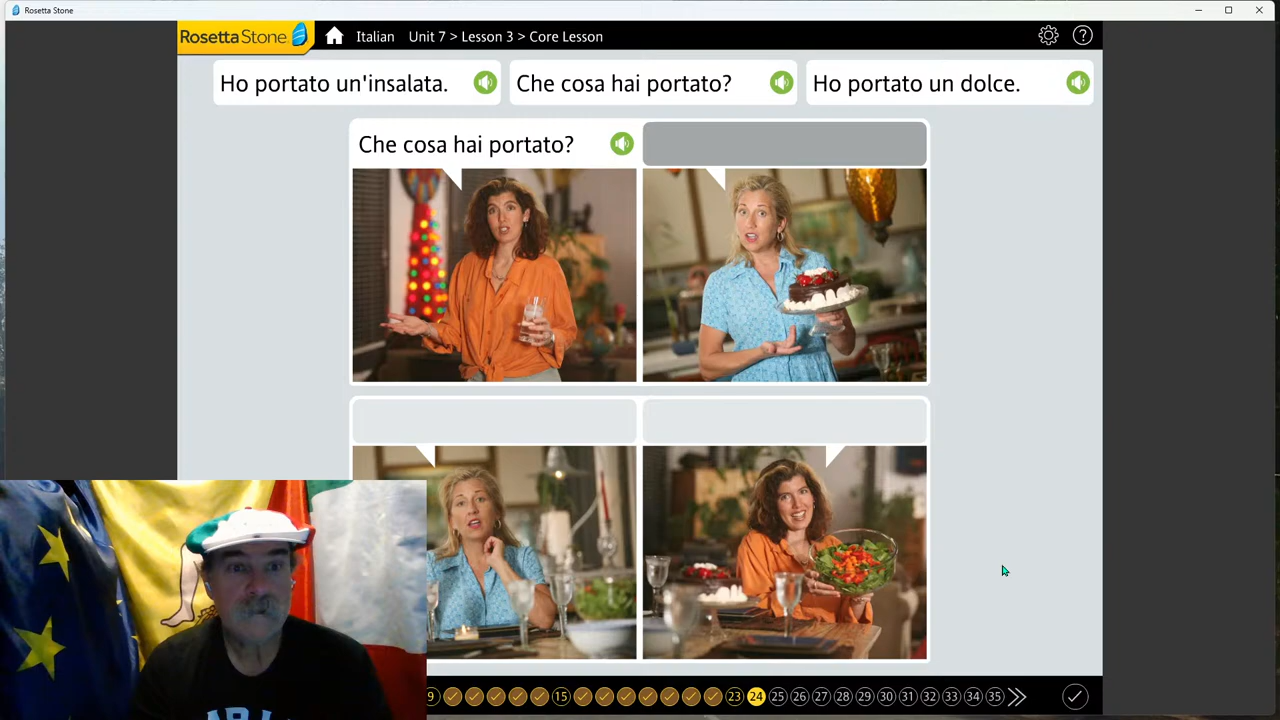 Rosetta Stone
RosettaStone Italian Unit 7 > Lesson 3 > Core Lesson
Ho portato un'insalata. Che cosa hai portato? Ho portato un dolce.
Che cosa hai portato?
9 15 23 24 25 26 27 28 29 30 31 32 33 34 35